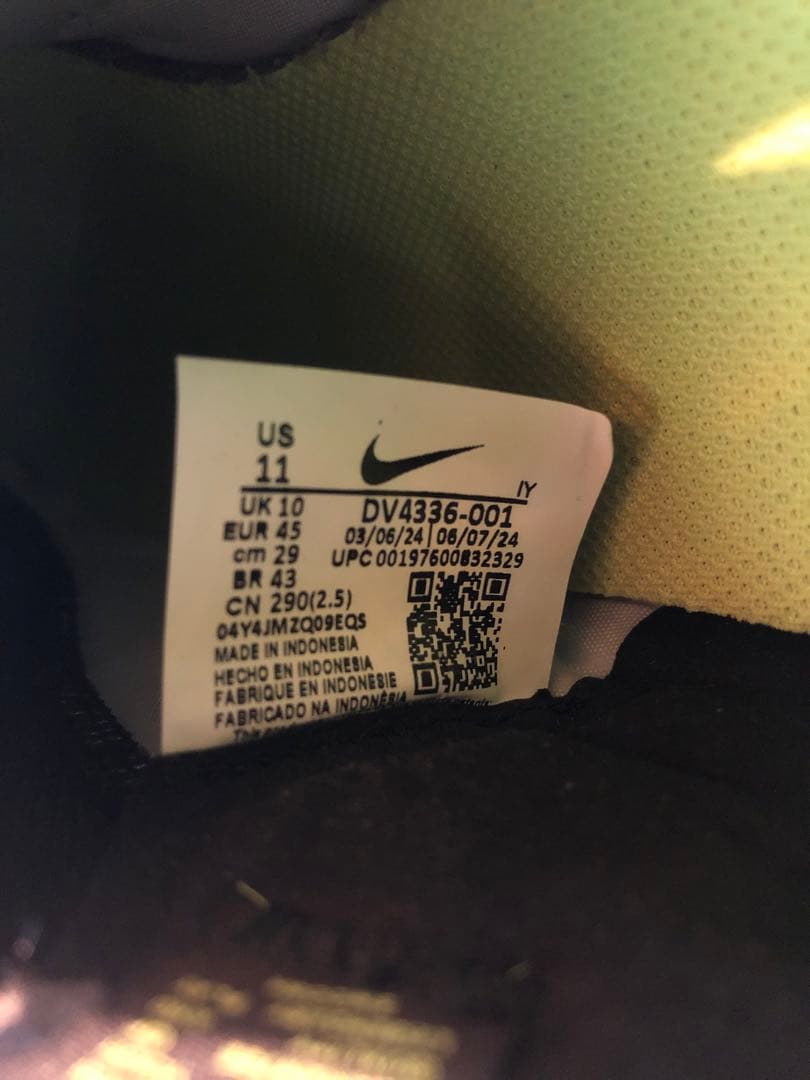 US
11
IY
UK 10
DV4336-001
EUR 45
03/06/24 06/07/24
cm 29
UPC 00197600832329
BR 43
CN 290(2.5)
04Y4JMZQ09EQS
MADE IN INDONESIA
HECHO EN INDONESIA
FABRIQUE EN INDONESIE
FABRICADO NA INDONÉSIA
This